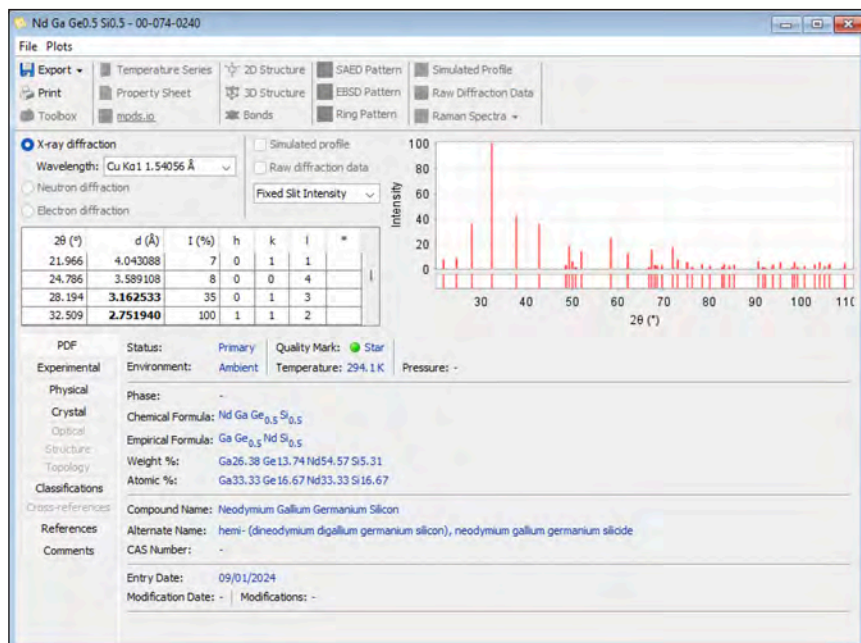 Nd Ga Ge0.5 Si0.5 - 00-074-0240
File Plots
Export Temperature Series 2D Structure SAED Pattern Simulated Profile
Print Property Sheet 3D Structure EBSD Pattern Raw Diffraction Data
Toolbox mpds.io Bonds Ring Pattern Raman Spectra
X-ray diffraction
Wavelength: Cu Kα1 1.54056 Å
Neutron diffraction
Electron diffraction
Simulated profile
Raw diffraction data
Fixed Slit Intensity
2θ (°) d (Å) I (%) h k l *
21.966 4.043088 7 0 1 1
24.786 3.589108 8 0 0 4
28.194 3.162533 35 0 1 3
32.509 2.751940 100 1 1 2
Intensity
100
80
60
40
20
0
30 40 50 60 70 80 90 100 110
2θ (°)
PDF
Experimental
Physical
Crystal
Optical
Structure
Topology
Classifications
Cross-references
References
Comments
Status: Primary Quality Mark: Star
Environment: Ambient Temperature: 294.1 K Pressure: -
Phase: -
Chemical Formula: Nd Ga Ge0.5 Si0.5
Empirical Formula: Ga Ge0.5 Nd Si0.5
Weight %: Ga26.38 Ge13.74 Nd54.57 Si5.31
Atomic %: Ga33.33 Ge16.67 Nd33.33 Si16.67
Compound Name: Neodymium Gallium Germanium Silicon
Alternate Name: hemi- (dineodymium digallium germanium silicon), neodymium gallium germanium silicide
CAS Number: -
Entry Date: 09/01/2024
Modification Date: - Modifications: -